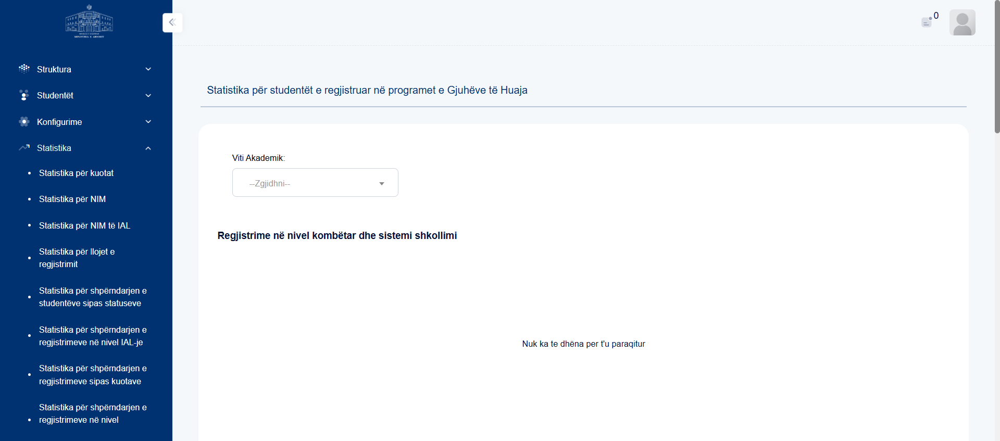 MINISTRIA E ARSIMIT
Struktura
Studentët
Konfigurime
Statistika
Statistika për kuotat
Statistika për NIM
Statistika për NIM të IAL
Statistika për llojet e
regjistrimit
Statistika për shpërndarjen e
studentëve sipas statuseve
Statistika për shpërndarjen e
regjistrimeve në nivel IAL-je
Statistika për shpërndarjen e
regjistrimeve sipas kuotave
Statistika për shpërndarjen e
regjistrimeve në nivel
0
Statistika për studentët e regjistruar në programet e Gjuhëve të Huaja
Viti Akademik:
--Zgjidhni--
Regjistrime në nivel kombëtar dhe sistemi shkollimi
Nuk ka te dhëna per t'u paraqitur